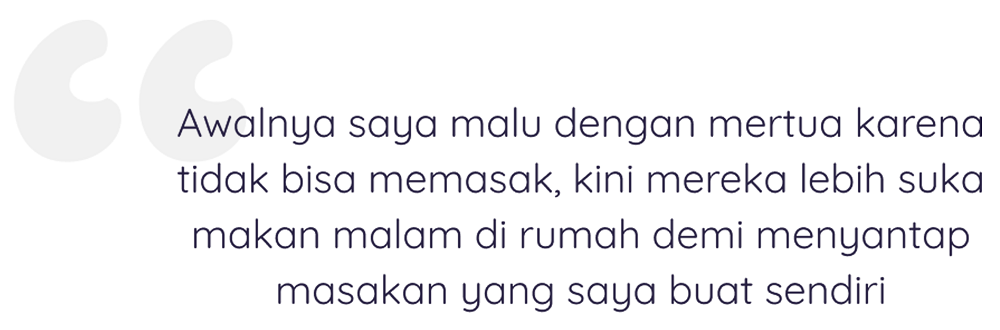 Awalnya saya malu dengan mertua karena
tidak bisa memasak, kini mereka lebih suka
makan malam di rumah demi menyantap
masakan yang saya buat sendiri